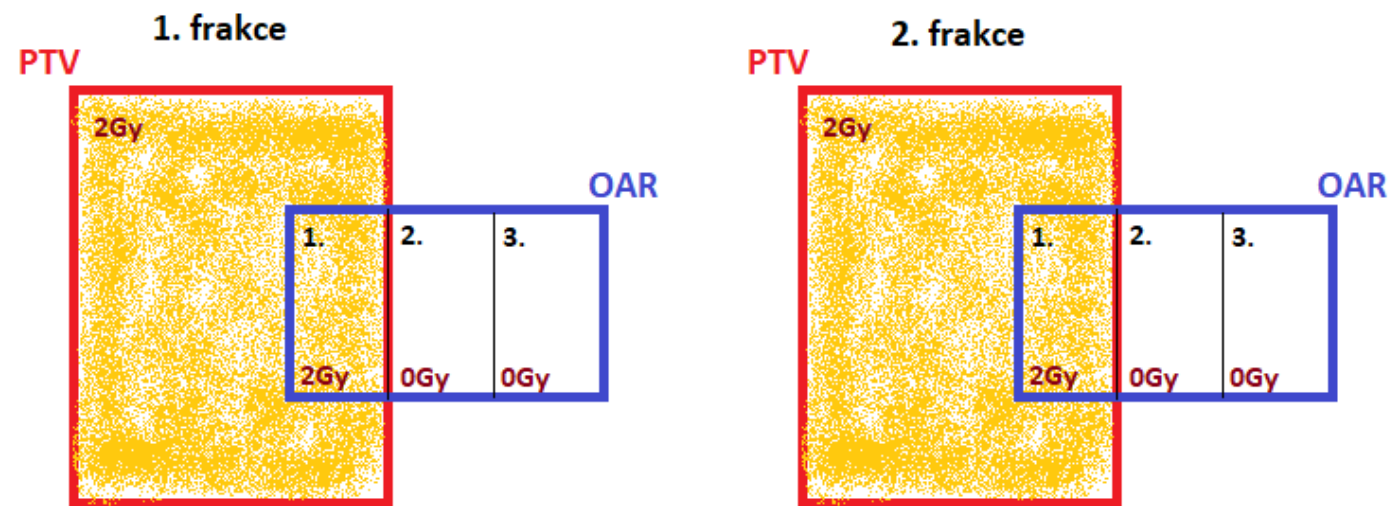 1. frakce
PTV
2Gy
OAR
1. 2. 3.
2Gy 0Gy 0Gy
2. frakce
PTV
2Gy
OAR
1. 2. 3.
2Gy 0Gy 0Gy